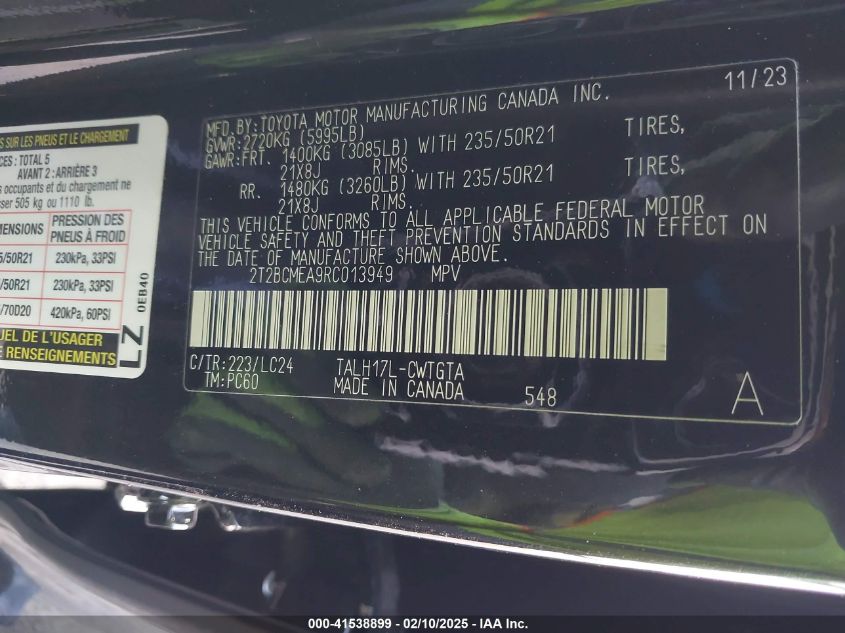 S SUR LES PNEUS ET LE CHARGEMENT
CES: TOTAL 5
AVANT 2: ARRIÈRE 3
occupants et du chargement ne
sser 505 kg ou 1110 lb.
MENSIONS
PRESSION DES
PNEUS À FROID
5/50R21
230kPa, 33PSI
/50R21
230kPa, 33PSI
/70D20
420kPa, 60PSI
UEL DE L'USAGER
E RENSEIGNEMENTS
LZ
0EB40
11/23
MFD.BY:TOYOTA MOTOR MANUFACTURING CANADA INC.
GVWR:2720KG (5995LB)
GAWR:FRT. 1400KG (3085LB) WITH 235/50R21 TIRES,
21X8J RIMS.
RR. 1480KG (3260LB) WITH 235/50R21 TIRES,
21X8J RIMS.
THIS VEHICLE CONFORMS TO ALL APPLICABLE FEDERAL MOTOR
VEHICLE SAFETY AND THEFT PREVENTION STANDARDS IN EFFECT ON
THE DATE OF MANUFACTURE SHOWN ABOVE.
2T2BCMEA9RC013949 MPV
C/TR:223/LC24 TALH17L-CWTGTA
TM:PC60 MADE IN CANADA 548
A
000-41538899 — 02/10/2025 — IAA Inc.